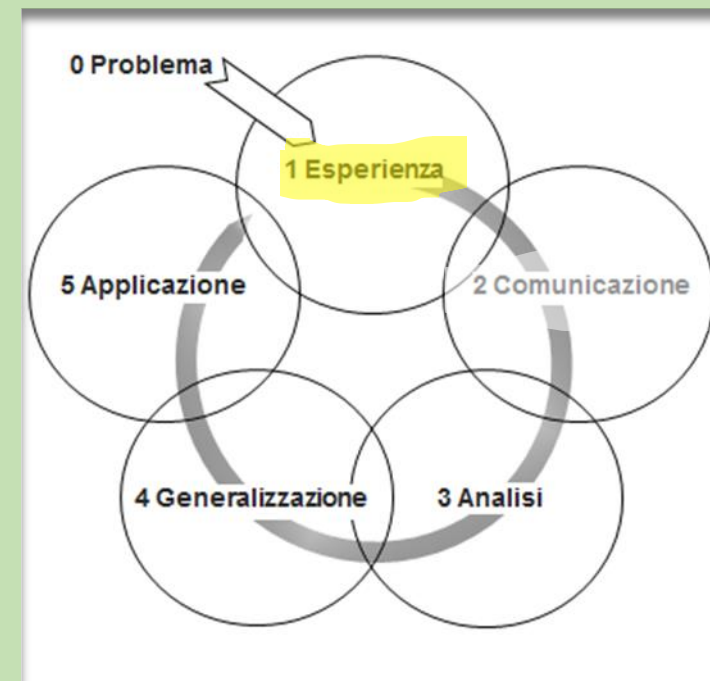 0 Problema
1 Esperienza
5 Applicazione
2 Comunicazione
4 Generalizzazione
3 Analisi